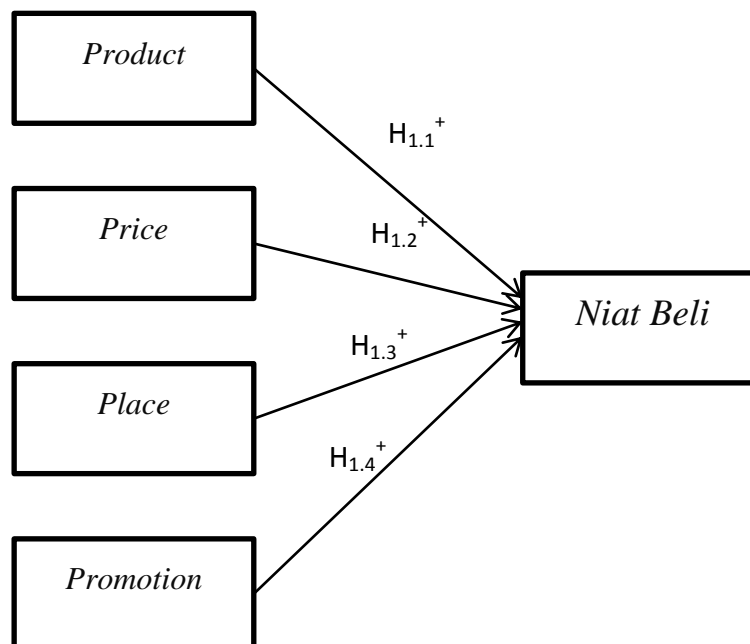 Product
H₁.₁⁺
Price
H₁.₂⁺
Niat Beli
H₁.₃⁺
Place
H₁.₄⁺
Promotion